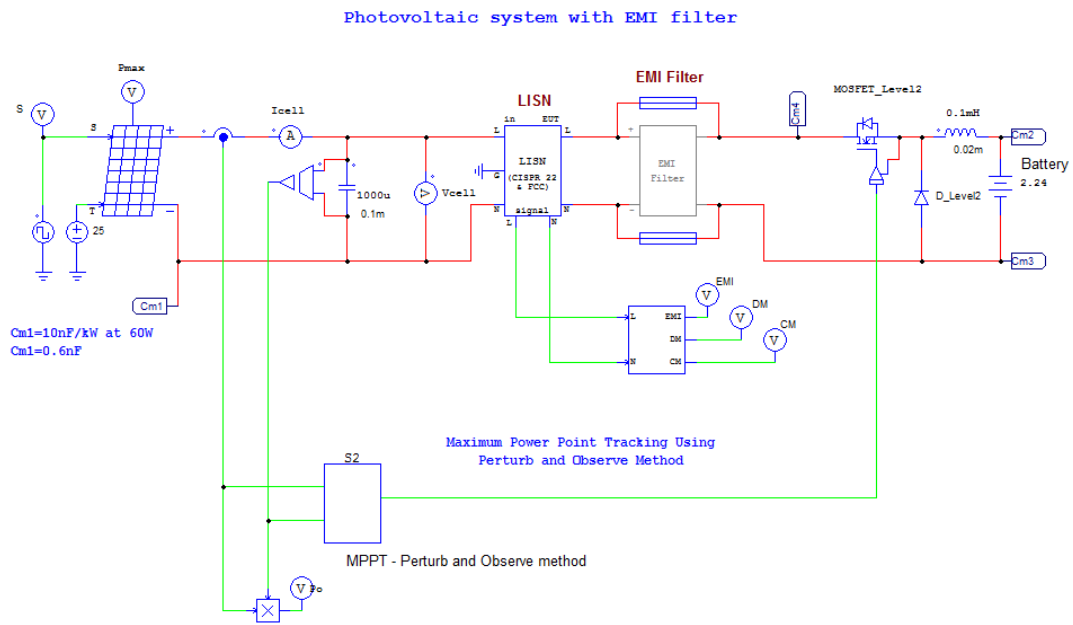 Photovoltaic system with EMI filter
Pmax
V
S
V
S
T
+
−
25
Icell
A
1000u
0.1m
V
Vcell
LISN
in EUT
L L
LISN
(CISPR 22
& FCC)
G
N N
signal
L N
EMI Filter
+
EMI
Filter
−
Cm4
MOSFET_Level2
0.1mH
0.02m
Cm2
Battery
2.24
D_Level2
Cm3
Cm1
Cm1=10nF/kW at 60W
Cm1=0.6nF
V EMI
V DM
V CM
L EMI
DM
N CM
Maximum Power Point Tracking Using
Perturb and Observe Method
S2
MPPT - Perturb and Observe method
V Po
×